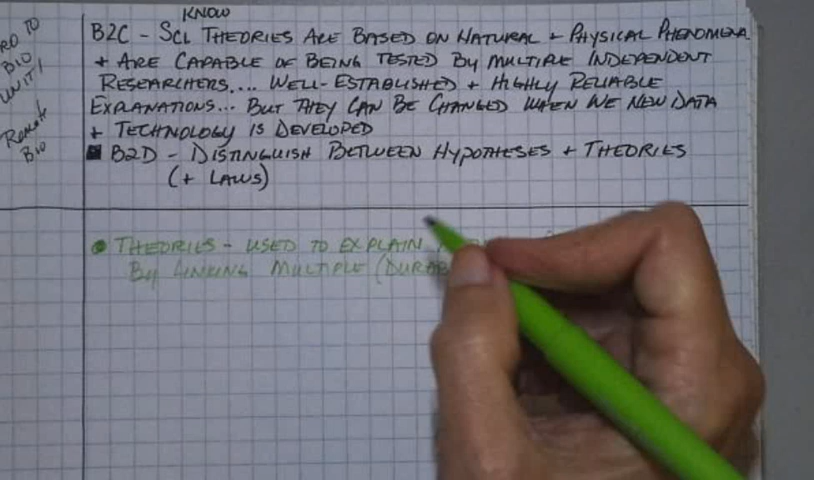 RO TO
BIO
UNIT 1
Remote
BIO
KNOW
B2C - SCI THEORIES ARE BASED ON NATURAL + PHYSICAL PHENOMENA
+ ARE CAPABLE OF BEING TESTED BY MULTIPLE INDEPENDENT
RESEARCHERS.... WELL-ESTABLISHED + HIGHLY RELIABLE
EXPLANATIONS... BUT THEY CAN BE CHANGED WHEN WE NEW DATA
+ TECHNOLOGY IS DEVELOPED
B2D - DISTINGUISH BETWEEN HYPOTHESES + THEORIES
(+ LAWS)
THEORIES - USED TO EXPLAIN
BY LINKING MULTIPLE (DURAB